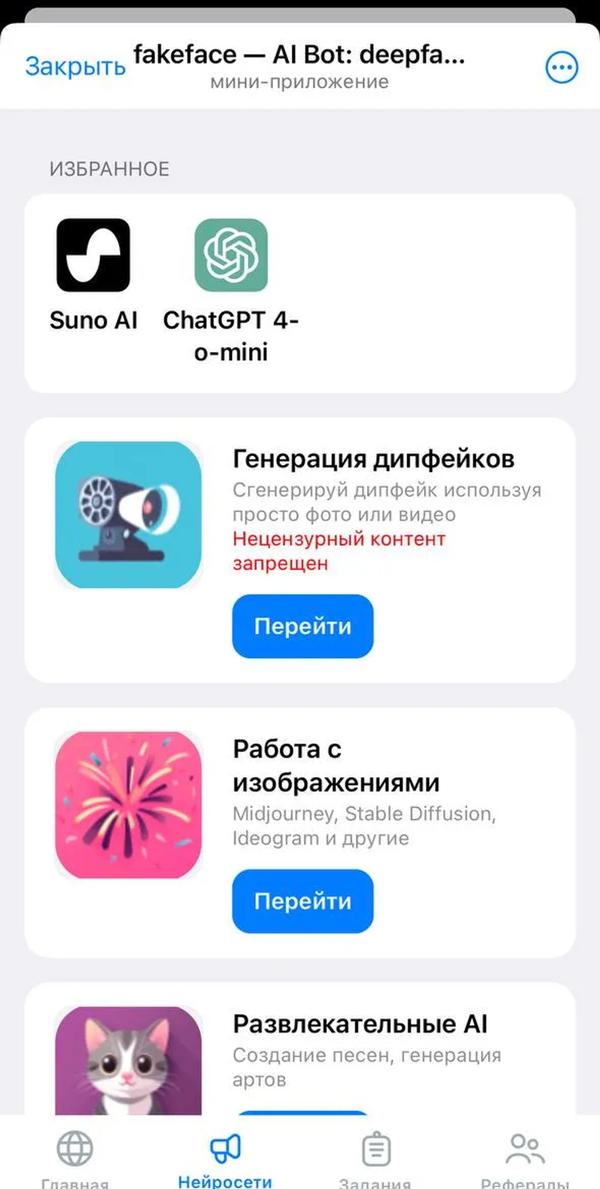 Закрыть
fakeface — AI Bot: deepfa...
мини-приложение
ИЗБРАННОЕ
Suno AI
ChatGPT 4-
o-mini
Генерация дипфейков
Сгенерируй дипфейк используя
просто фото или видео
Нецензурный контент
запрещен
Перейти
Работа с
изображениями
Midjourney, Stable Diffusion,
Ideogram и другие
Перейти
Развлекательные AI
Создание песен, генерация
артов
Главная
Нейросети
Задания
Рефералы